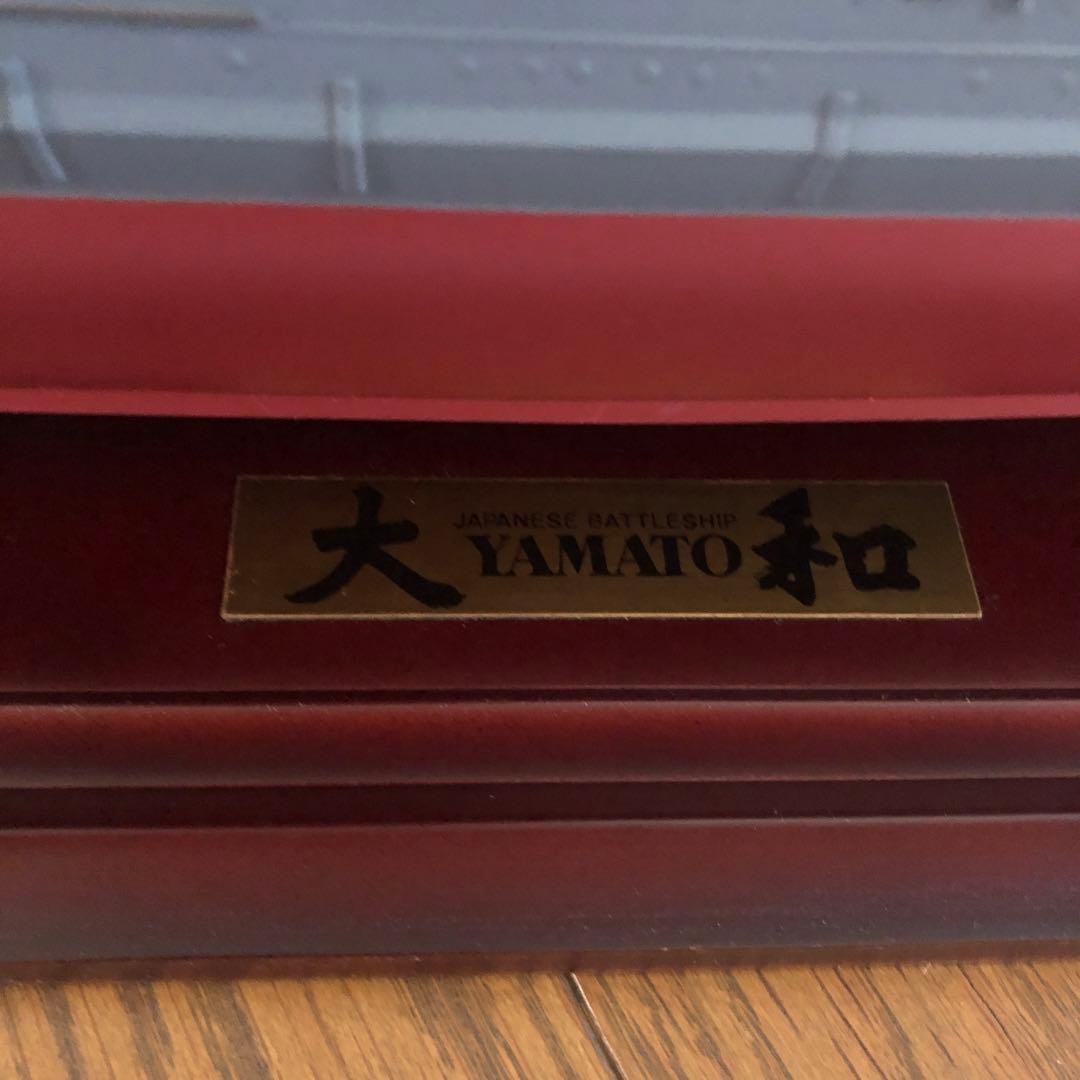 大
JAPANESE BATTLESHIP
YAMATO
和